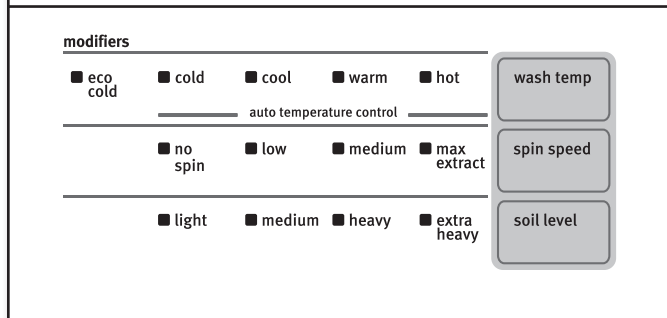 modifiers
eco cold cool warm hot wash temp
cold
auto temperature control
no low medium max spin speed
spin extract
light medium heavy extra soil level
heavy